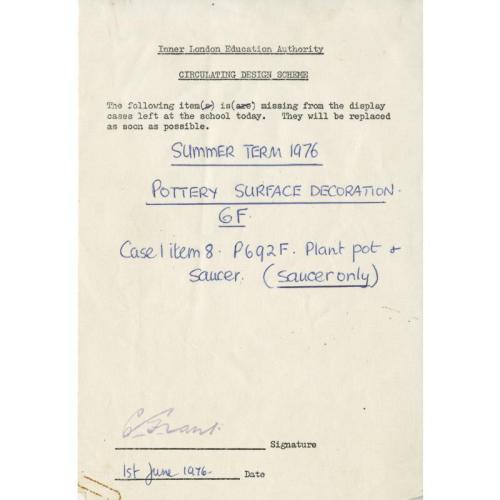 Inner London Education Authority
CIRCULATING DESIGN SCHEME
The following item(s) is(are) missing from the display
cases left at the school today. They will be replaced
as soon as possible.
SUMMER TERM 1976
POTTERY SURFACE DECORATION.
6F.
Case 1 item 8. P692F. Plant pot &
saucer. (saucer only)
Grant.
Signature
1st June 1976. Date